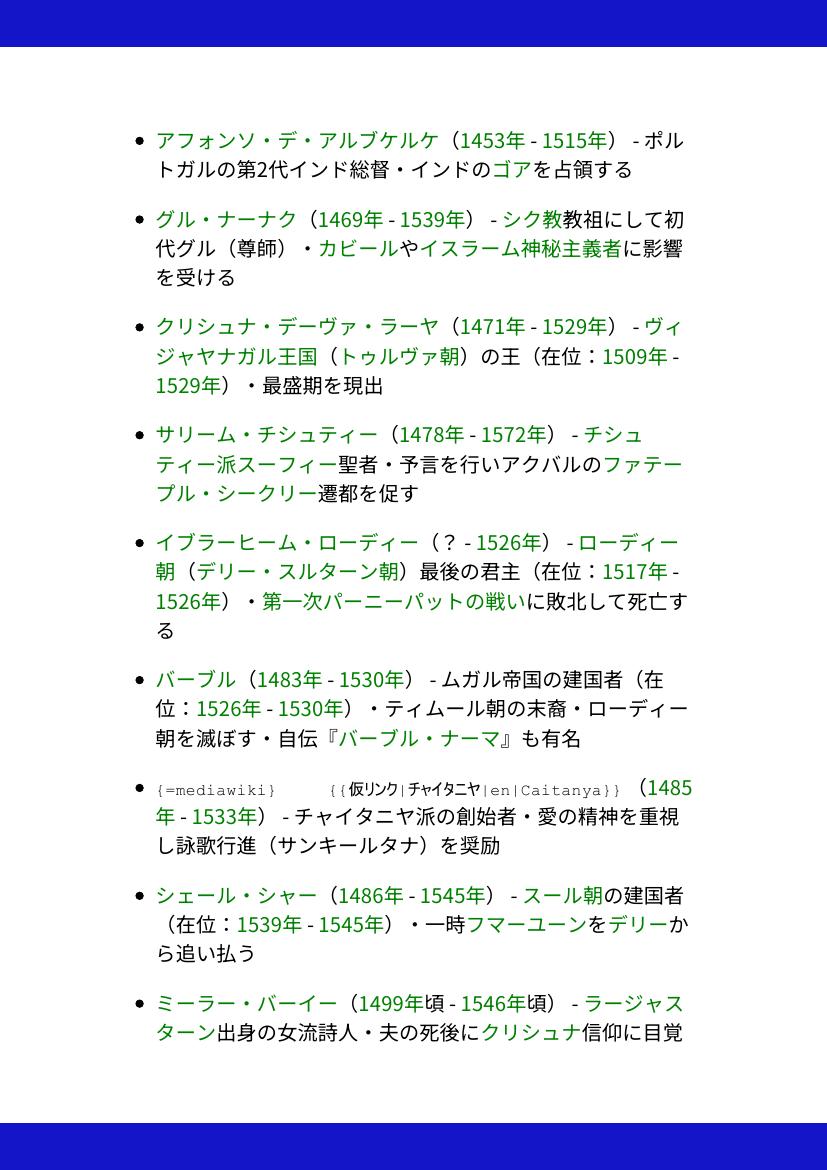 • アフォンソ・デ・アルブケルケ（1453年 - 1515年） - ポル
トガルの第2代インド総督・インドのゴアを占領する
• グル・ナーナク（1469年 - 1539年） - シク教教祖にして初
代グル（尊師）・カビールやイスラーム神秘主義者に影響
を受ける
• クリシュナ・デーヴァ・ラーヤ（1471年 - 1529年） - ヴィ
ジャヤナガル王国（トゥルヴァ朝）の王（在位：1509年 -
1529年）・最盛期を現出
• サリーム・チシュティー（1478年 - 1572年） - チシュ
ティー派スーフィー聖者・予言を行いアクバルのファテー
プル・シークリー遷都を促す
• イブラーヒーム・ローディー（？ - 1526年） - ローディー
朝（デリー・スルターン朝）最後の君主（在位：1517年 -
1526年）・第一次パーニーパットの戦いに敗北して死亡す
る
• バーブル（1483年 - 1530年） - ムガル帝国の建国者（在
位：1526年 - 1530年）・ティムール朝の末裔・ローディー
朝を滅ぼす・自伝『バーブル・ナーマ』も有名
• {=mediawiki} {{仮リンク|チャイタニヤ|en|Caitanya}} （1485
年 - 1533年） - チャイタニヤ派の創始者・愛の精神を重視
し詠歌行進（サンキールタナ）を奨励
• シェール・シャー（1486年 - 1545年） - スール朝の建国者
（在位：1539年 - 1545年）・一時フマーユーンをデリーか
ら追い払う
• ミーラー・バーイー（1499年頃 - 1546年頃） - ラージャス
ターン出身の女流詩人・夫の死後にクリシュナ信仰に目覚